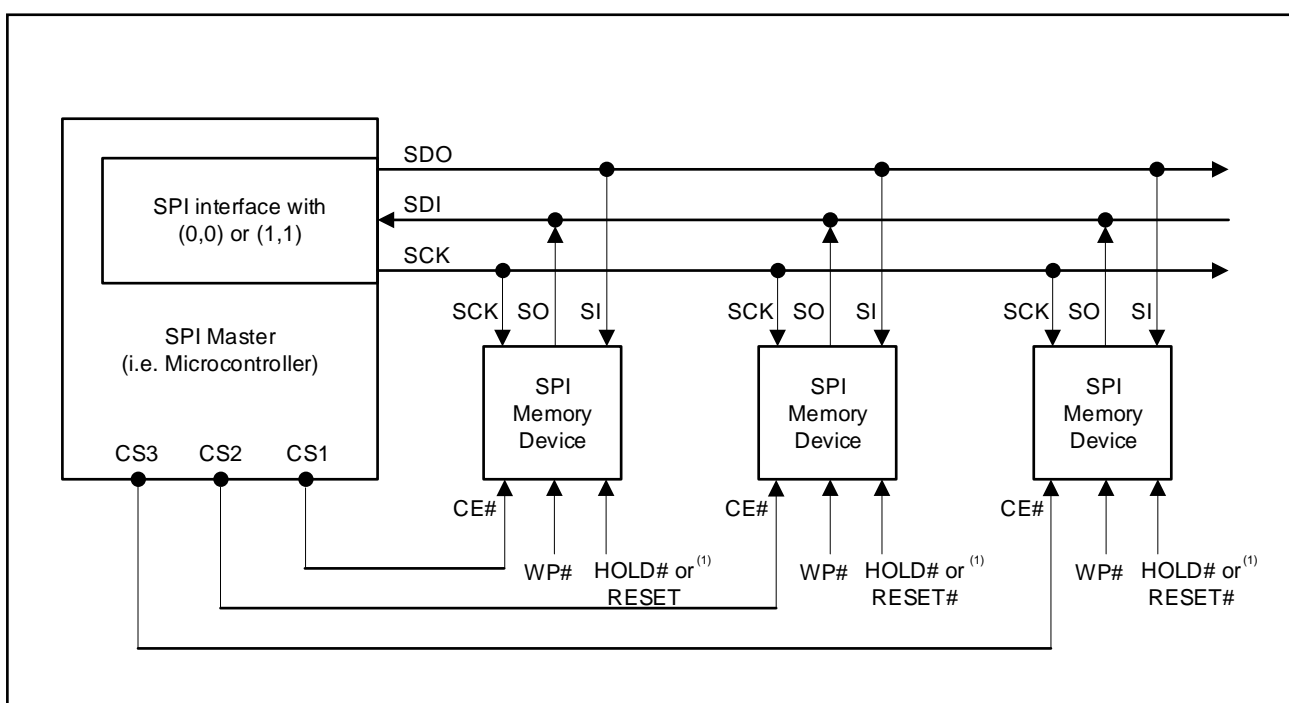 SDO
SDI
SCK
SPI interface with
(0,0) or (1,1)
SPI Master
(i.e. Microcontroller)
CS3 CS2 CS1
SCK SO SI
SPI
Memory
Device
CE#
WP#
HOLD# or (1)
RESET
SCK SO SI
SPI
Memory
Device
CE#
WP#
HOLD# or (1)
RESET#
SCK SO SI
SPI
Memory
Device
CE#
WP#
HOLD# or (1)
RESET#